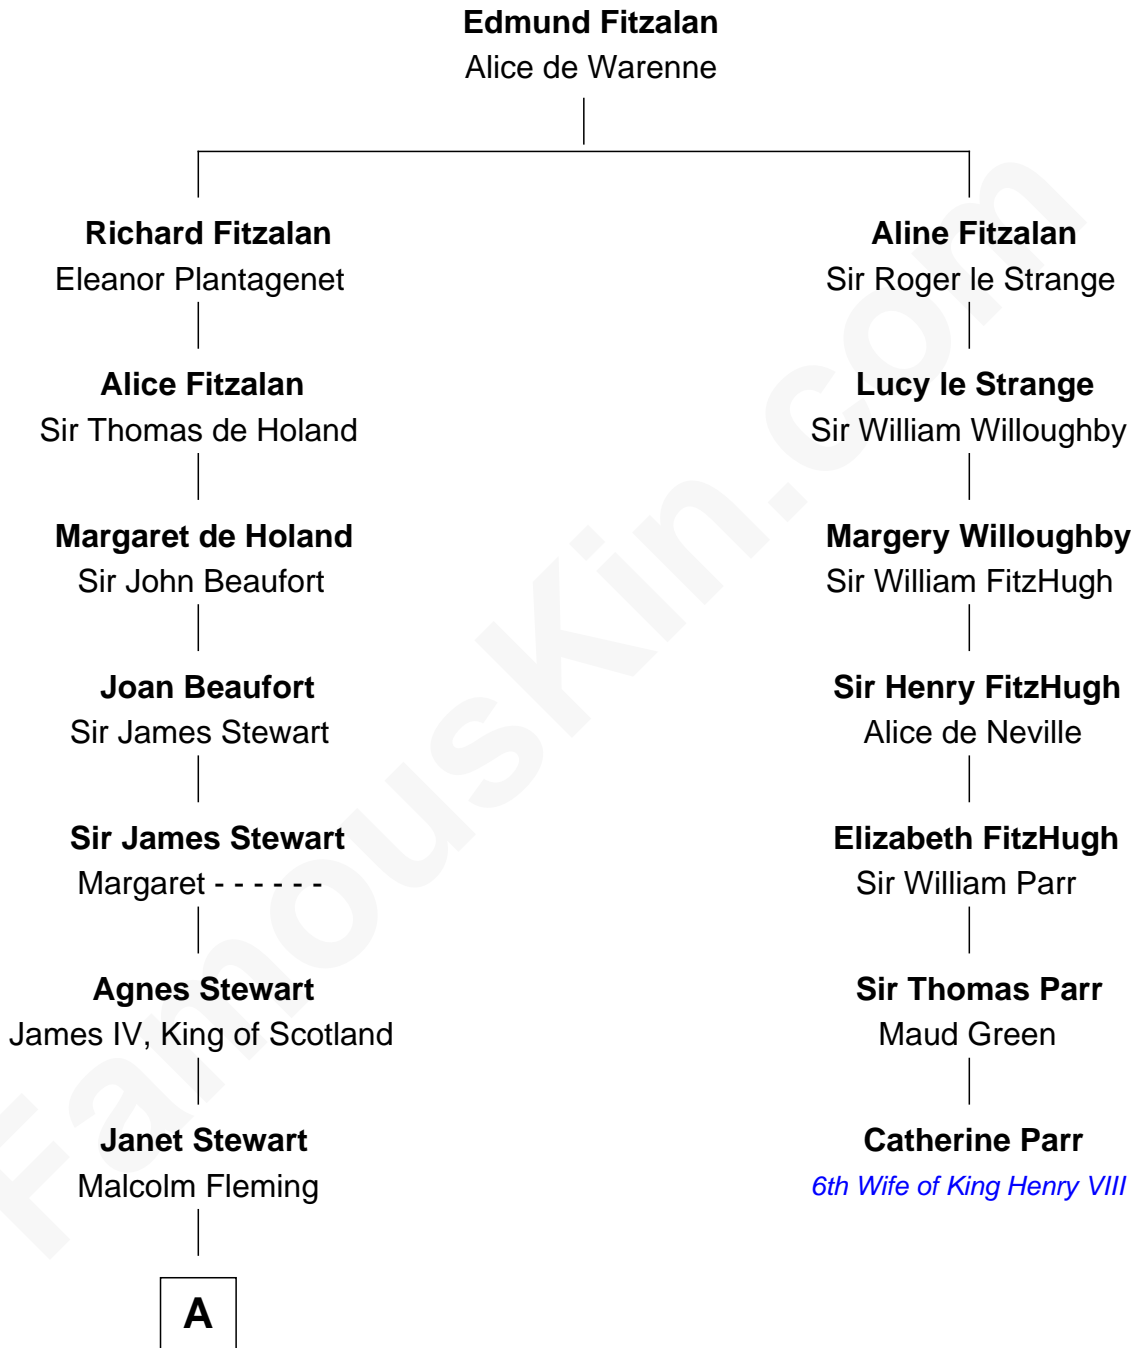 Edmund Fitzalan
Alice de Warenne
Richard Fitzalan
Eleanor Plantagenet
Aline Fitzalan
Sir Roger le Strange
Alice Fitzalan
Sir Thomas de Holand
Lucy le Strange
Sir William Willoughby
Margaret de Holand
Sir John Beaufort
Margery Willoughby
Sir William FitzHugh
Joan Beaufort
Sir James Stewart
Sir Henry FitzHugh
Alice de Neville
Sir James Stewart
Margaret - - - - - -
Elizabeth FitzHugh
Sir William Parr
Agnes Stewart
James IV, King of Scotland
Sir Thomas Parr
Maud Green
Janet Stewart
Malcolm Fleming
Catherine Parr
6th Wife of King Henry VIII
A
FamousKin.com